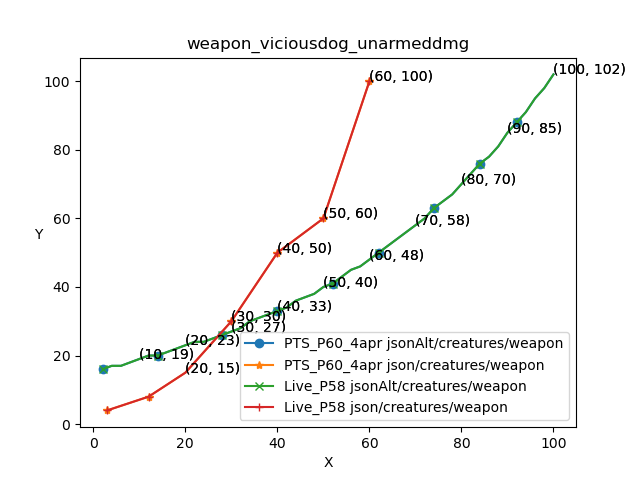 weapon_viciousdog_unarmeddmg
Y
100
80
60
40
20
0
(60, 100)
(100, 102)
(90, 85)
(80, 70)
(50, 60)
(70, 58)
(40, 50)
(60, 48)
(50, 40)
(40, 33)
(30, 30)
(30, 27)
(20, 23)
(10, 19)
(20, 15)
PTS_P60_4apr jsonAlt/creatures/weapon
PTS_P60_4apr json/creatures/weapon
Live_P58 jsonAlt/creatures/weapon
Live_P58 json/creatures/weapon
0 20 40 60 80 100
X